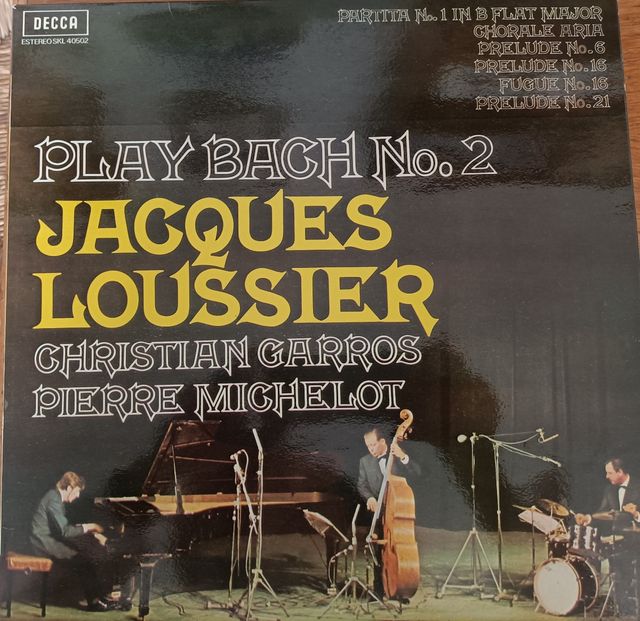 DECCA
ESTEREO SKL 40502
PARTITA No. 1 IN B FLAT MAJOR
CHORALE ARIA
PRELUDE No. 6
PRELUDE No. 16
FUGUE No. 16
PRELUDE No. 21
PLAY BACH No. 2
JACQUES
LOUSSIER
CHRISTIAN GARROS
PIERRE MICHELOT